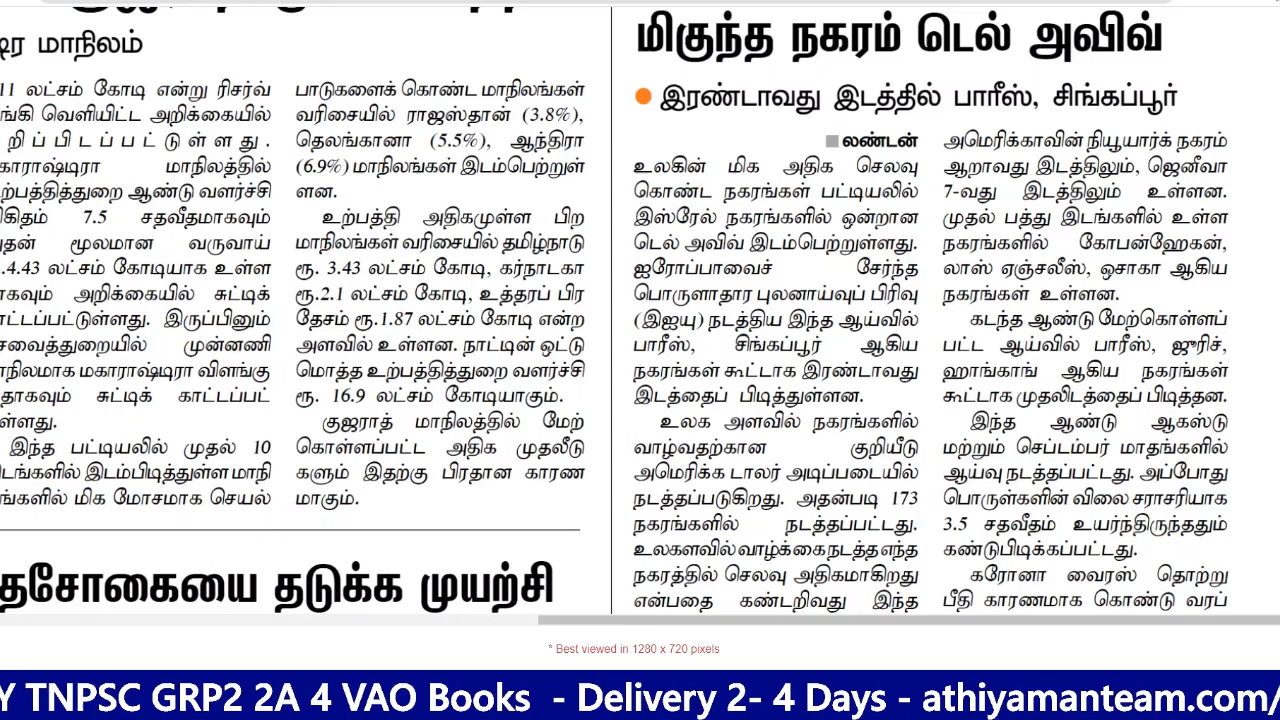 டிர மாநிலம்
11 லட்சம் கோடி என்று ரிசர்வ்
ங்கி வெளியிட்ட அறிக்கையில்
றிப்பிடப்பட்டுள்ளது.
காராஷ்டிரா மாநிலத்தில்
ற்பத்தித்துறை ஆண்டு வளர்ச்சி
கிதம் 7.5 சதவீதமாகவும்
தன் மூலமான வருவாய்
.4.43 லட்சம் கோடியாக உள்ள
ாகவும் அறிக்கையில் சுட்டிக்
ாட்டப்பட்டுள்ளது. இருப்பினும்
சவைத்துறையில் முன்னணி
ாநிலமாக மகாராஷ்டிரா விளங்கு
தாகவும் சுட்டிக் காட்டப்பட்
ள்ளது.
இந்த பட்டியலில் முதல் 10
டங்களில் இடம்பிடித்துள்ள மாநி
ங்களில் மிக மோசமாக செயல்
பாடுகளைக் கொண்ட மாநிலங்கள்
வரிசையில் ராஜஸ்தான் (3.8%),
தெலங்கானா (5.5%), ஆந்திரா
(6.9%) மாநிலங்கள் இடம்பெற்றுள்
ளன.
உற்பத்தி அதிகமுள்ள பிற
மாநிலங்கள் வரிசையில் தமிழ்நாடு
ரூ. 3.43 லட்சம் கோடி, கர்நாடகா
ரூ.2.1 லட்சம் கோடி, உத்தரப் பிர
தேசம் ரூ.1.87 லட்சம் கோடி என்ற
அளவில் உள்ளன. நாட்டின் ஒட்டு
மொத்த உற்பத்தித்துறை வளர்ச்சி
ரூ. 16.9 லட்சம் கோடியாகும்.
குஜராத் மாநிலத்தில் மேற்
கொள்ளப்பட்ட அதிக முதலீடு
களும் இதற்கு பிரதான காரண
மாகும்.
தசோகையை தடுக்க முயற்சி
மிகுந்த நகரம் டெல் அவிவ்
இரண்டாவது இடத்தில் பாரீஸ், சிங்கப்பூர்
லண்டன்
உலகின் மிக அதிக செலவு
கொண்ட நகரங்கள் பட்டியலில்
இஸ்ரேல் நகரங்களில் ஒன்றான
டெல் அவிவ் இடம்பெற்றுள்ளது.
ஐரோப்பாவைச் சேர்ந்த
பொருளாதார புலனாய்வுப் பிரிவு
(இஐயு) நடத்திய இந்த ஆய்வில்
பாரீஸ், சிங்கப்பூர் ஆகிய
நகரங்கள் கூட்டாக இரண்டாவது
இடத்தைப் பிடித்துள்ளன.
உலக அளவில் நகரங்களில்
வாழ்வதற்கான குறியீடு
அமெரிக்க டாலர் அடிப்படையில்
நடத்தப்படுகிறது. அதன்படி 173
நகரங்களில் நடத்தப்பட்டது.
உலகளவில் வாழ்க்கை நடத்த எந்த
நகரத்தில் செலவு அதிகமாகிறது
என்பதை கண்டறிவது இந்த
அமெரிக்காவின் நியூயார்க் நகரம்
ஆறாவது இடத்திலும், ஜெனீவா
7-வது இடத்திலும் உள்ளன.
முதல் பத்து இடங்களில் உள்ள
நகரங்களில் கோபன்ஹேகன்,
லாஸ் ஏஞ்சலீஸ், ஒசாகா ஆகிய
நகரங்கள் உள்ளன.
கடந்த ஆண்டு மேற்கொள்ளப்
பட்ட ஆய்வில் பாரீஸ், ஜுரிச்,
ஹாங்காங் ஆகிய நகரங்கள்
கூட்டாக முதலிடத்தைப் பிடித்தன.
இந்த ஆண்டு ஆகஸ்டு
மற்றும் செப்டம்பர் மாதங்களில்
ஆய்வு நடத்தப்பட்டது. அப்போது
பொருள்களின் விலை சராசரியாக
3.5 சதவீதம் உயர்ந்திருந்ததும்
கண்டுபிடிக்கப்பட்டது.
கரோனா வைரஸ் தொற்று
பீதி காரணமாக கொண்டு வரப்
* Best viewed in 1280 x 720 pixels
Y TNPSC GRP2 2A 4 VAO Books - Delivery 2- 4 Days - athiyamanteam.com/